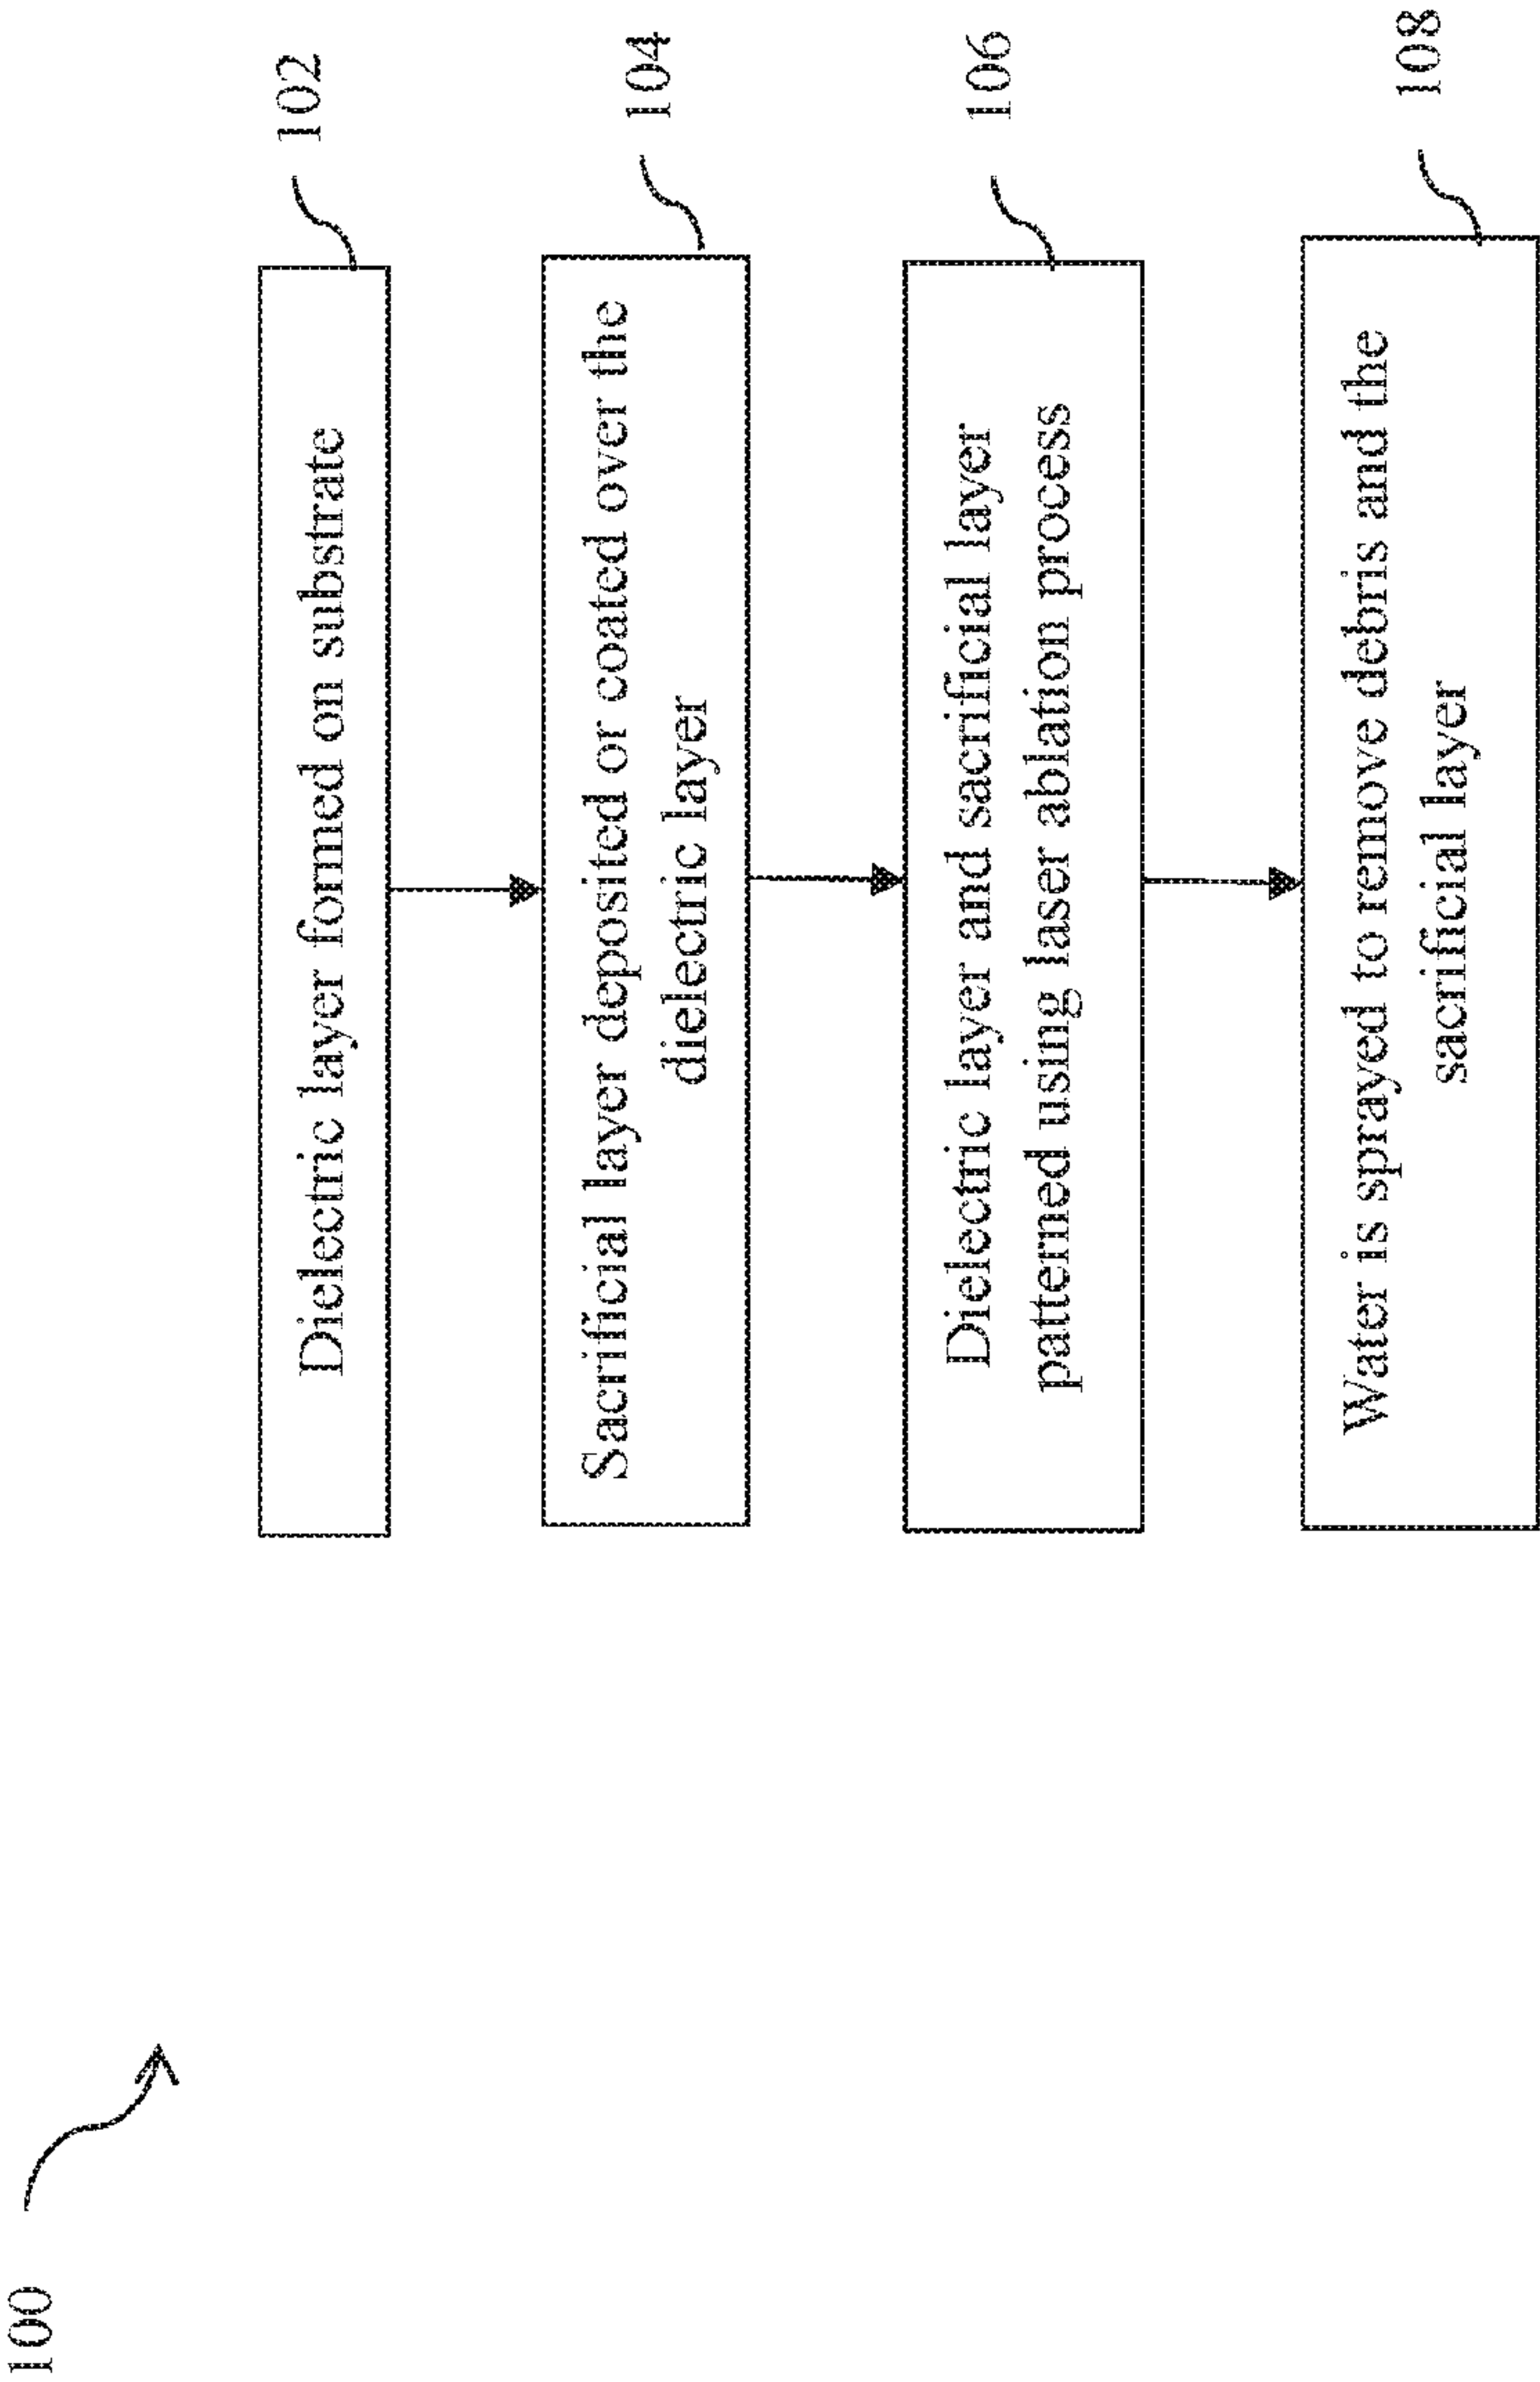 100
Dielectric layer formed on substrate
102
Sacrificial layer deposited or coated over the
dielectric layer
104
Dielectric layer and sacrificial layer
patterned using laser ablation process
106
Water is sprayed to remove debris and the
sacrificial layer
108